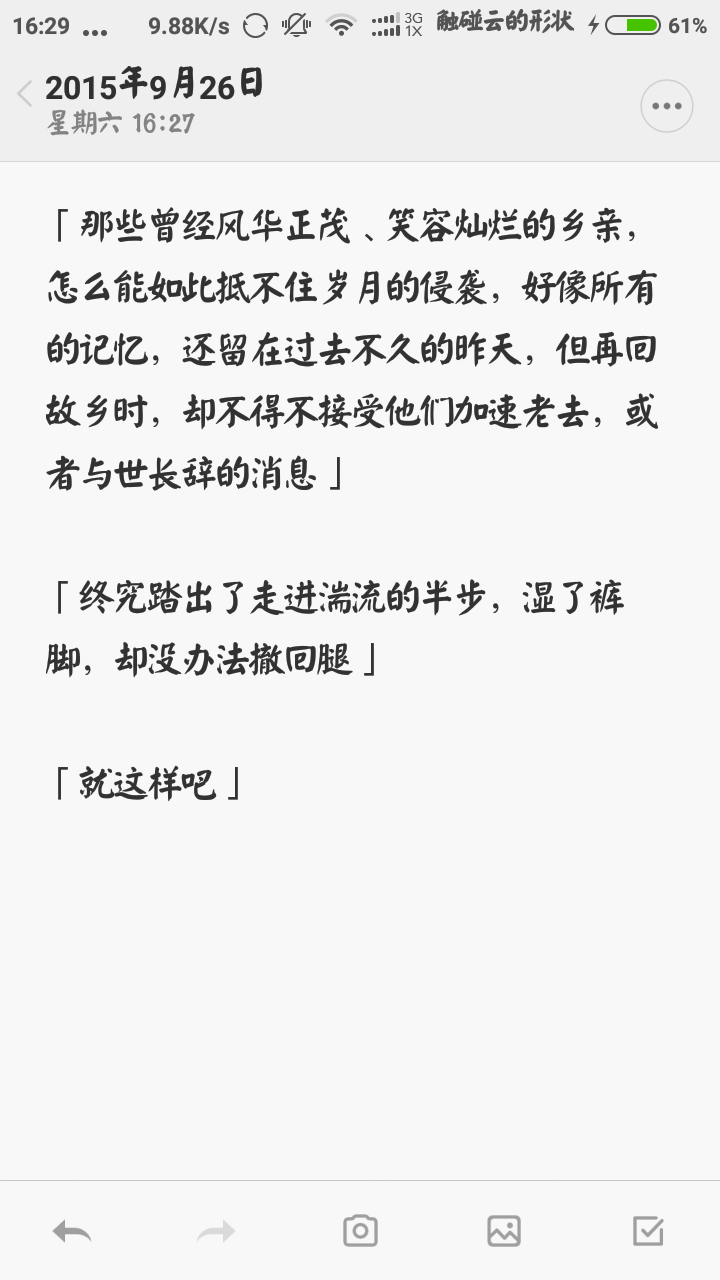 16:29 ... 9.88K/s 3G 1X 触碰云的形状 61%
2015年9月26日
星期六 16:27
「那些曾经风华正茂、笑容灿烂的乡亲，
怎么能如此抵不住岁月的侵袭，好像所有
的记忆，还留在过去不久的昨天，但再回
故乡时，却不得不接受他们加速老去，或
者与世长辞的消息」
「终究踏出了走进湍流的半步，湿了裤
脚，却没办法撤回腿」
「就这样吧」